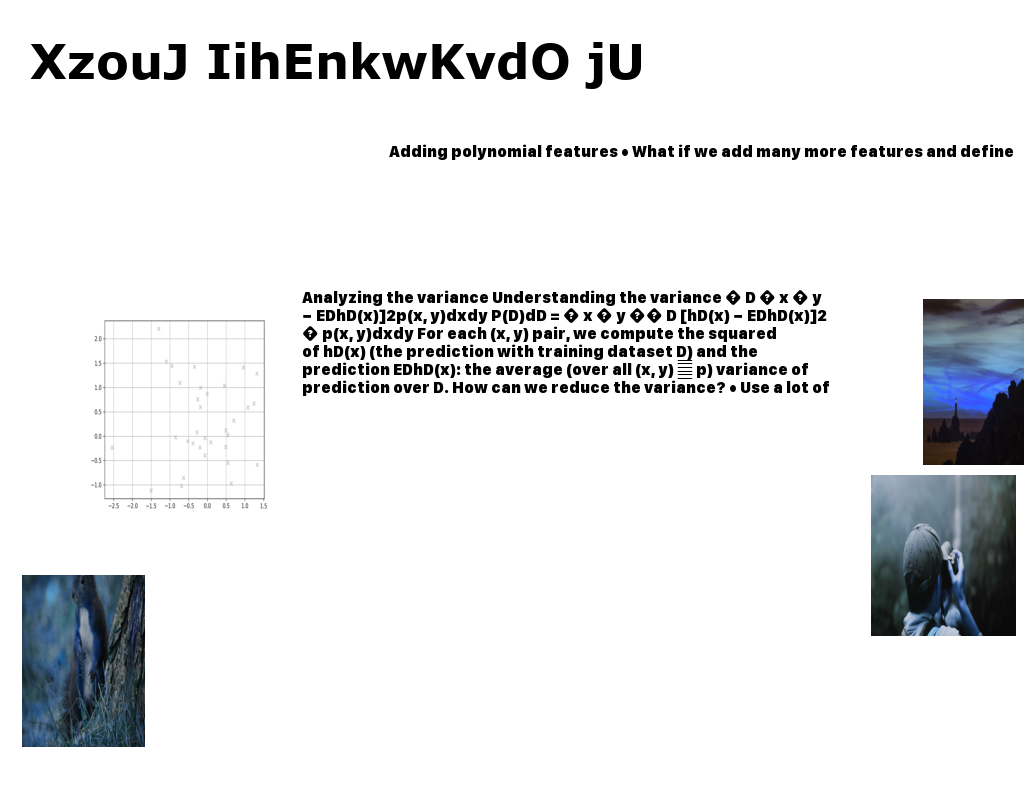 XzouJ IihEnkwKvdO jU
Adding polynomial features • What if we add many more features and define
Analyzing the variance Understanding the variance � D � x � y
− EDhD(x)]2p(x, y)dxdy P(D)dD = � x � y �� D [hD(x) − EDhD(x)]2
� p(x, y)dxdy For each (x, y) pair, we compute the squared
of hD(x) (the prediction with training dataset D) and the
prediction EDhD(x): the average (over all (x, y) p) variance of
prediction over D. How can we reduce the variance? • Use a lot of
2.0
1.5
1.0
0.5
0.0
−0.5
−1.0
−2.5 −2.0 −1.5 −1.0 −0.5 0.0 0.5 1.0 1.5